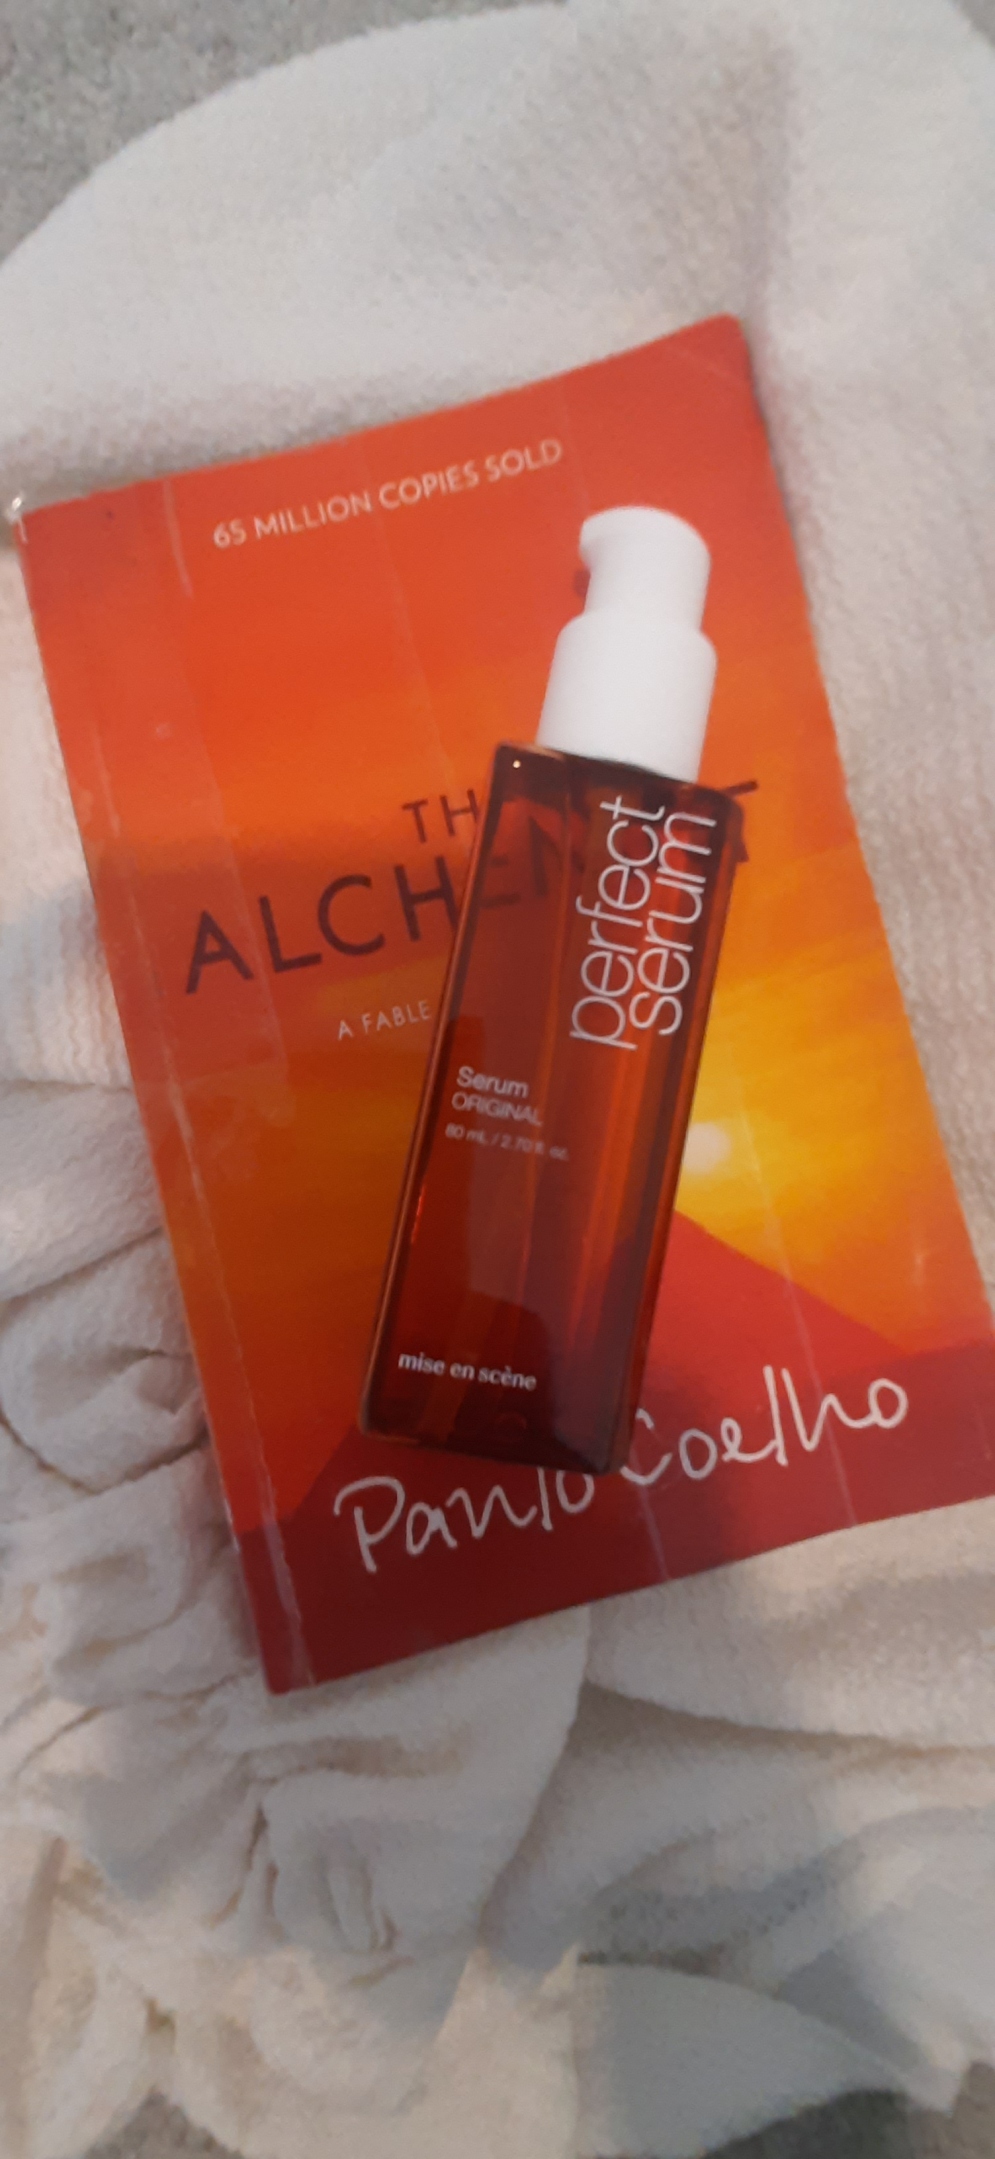 65 MILLION COPIES SOLD
TH
ALCHEM T
A FABLE
perfect
serum
Serum
ORIGINAL
80 mL / 2.70 fl. oz.
mise en scène
Paulo Coelho